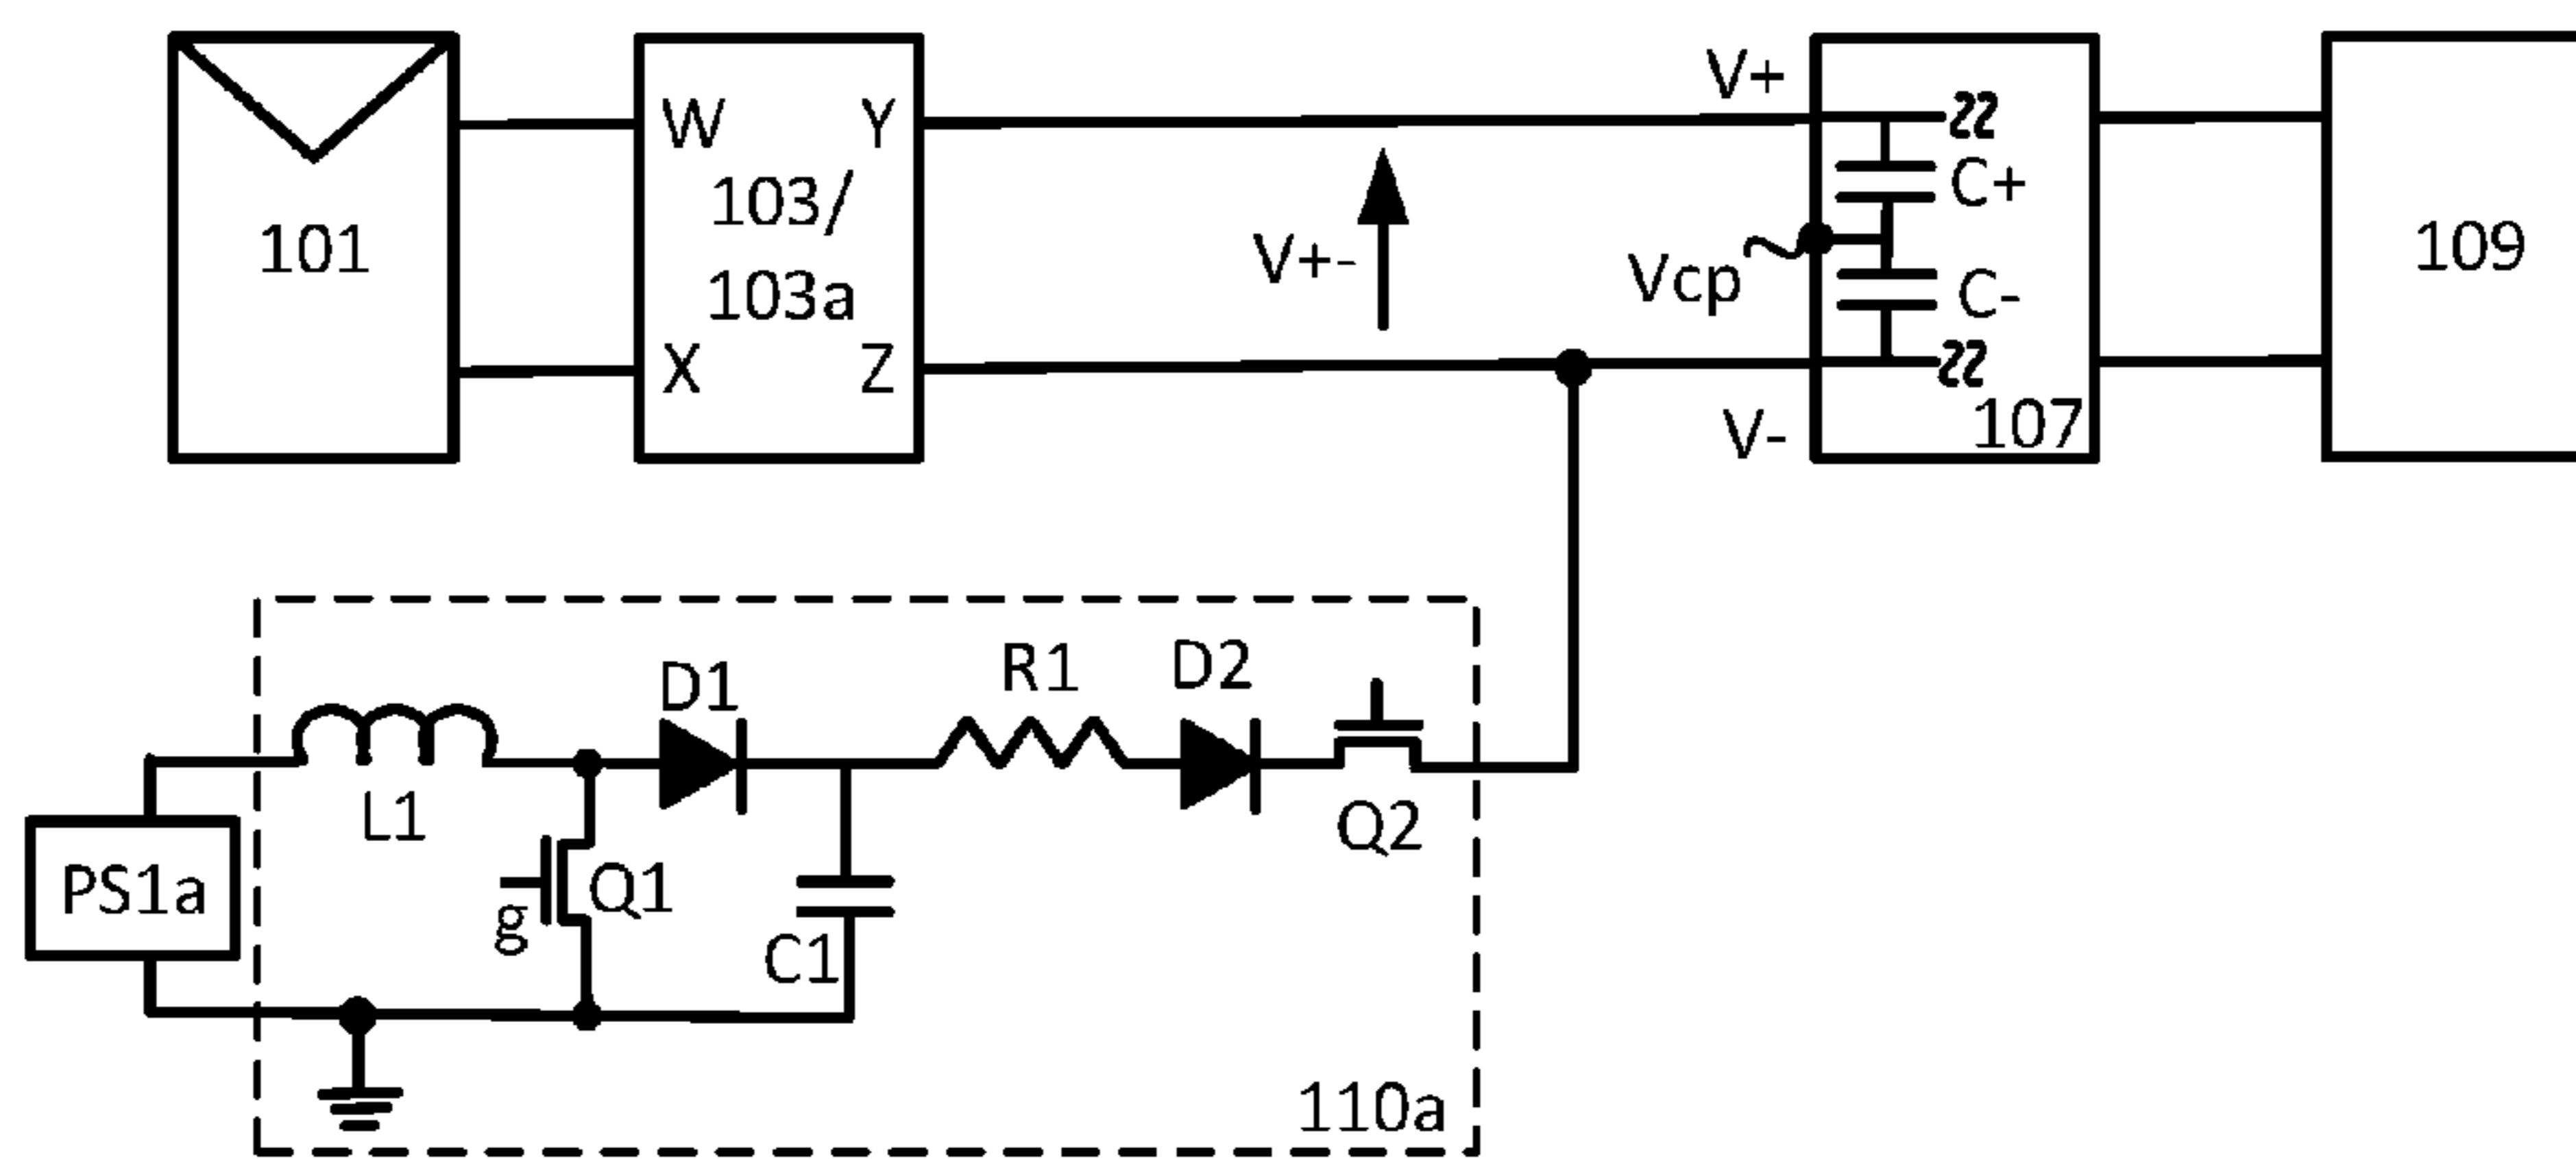 V+
W Y
103/
C+
101
109
V+-
Vcp
103a
C-
X Z
107
V-
D1
R1
D2
L1
Q2
PS1a
Q1
g
C1
110a